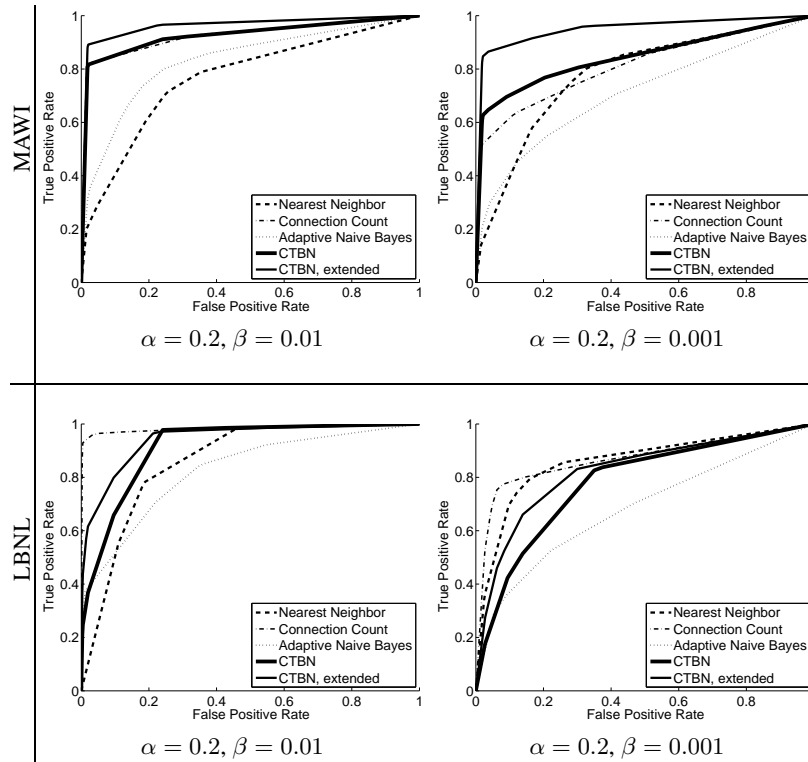 MAWI
True Positive Rate
1
0.8
0.6
0.4
0.2
0
0 0.2 0.4 0.6 0.8 1
False Positive Rate
Nearest Neighbor
Connection Count
Adaptive Naive Bayes
CTBN
CTBN, extended
α = 0.2, β = 0.01
True Positive Rate
1
0.8
0.6
0.4
0.2
0
0 0.2 0.4 0.6 0.8
False Positive Rate
Nearest Neighbor
Connection Count
Adaptive Naive Bayes
CTBN
CTBN, extended
α = 0.2, β = 0.001
LBNL
True Positive Rate
1
0.8
0.6
0.4
0.2
0
0 0.2 0.4 0.6 0.8 1
False Positive Rate
Nearest Neighbor
Connection Count
Adaptive Naive Bayes
CTBN
CTBN, extended
α = 0.2, β = 0.01
True Positive Rate
1
0.8
0.6
0.4
0.2
0
0 0.2 0.4 0.6 0.8
False Positive Rate
Nearest Neighbor
Connection Count
Adaptive Naive Bayes
CTBN
CTBN, extended
α = 0.2, β = 0.001